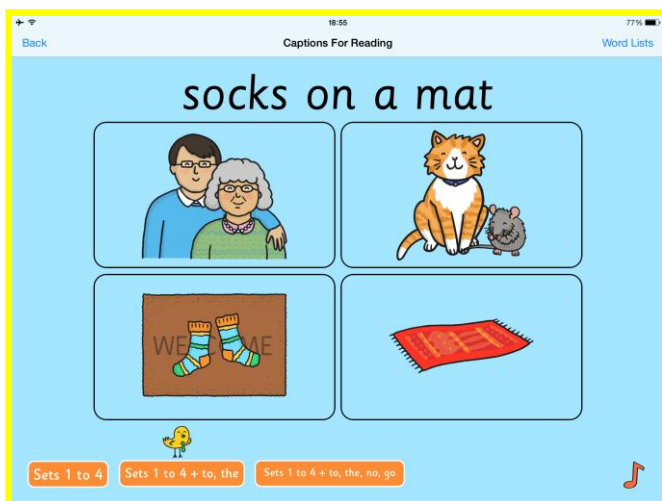 18:55
77%
Back
Captions For Reading
Word Lists
socks on a mat
WELCOME
Sets 1 to 4
Sets 1 to 4 + to, the
Sets 1 to 4 + to, the, no, go